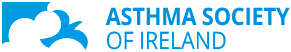 ASTHMA SOCIETY
OF IRELAND